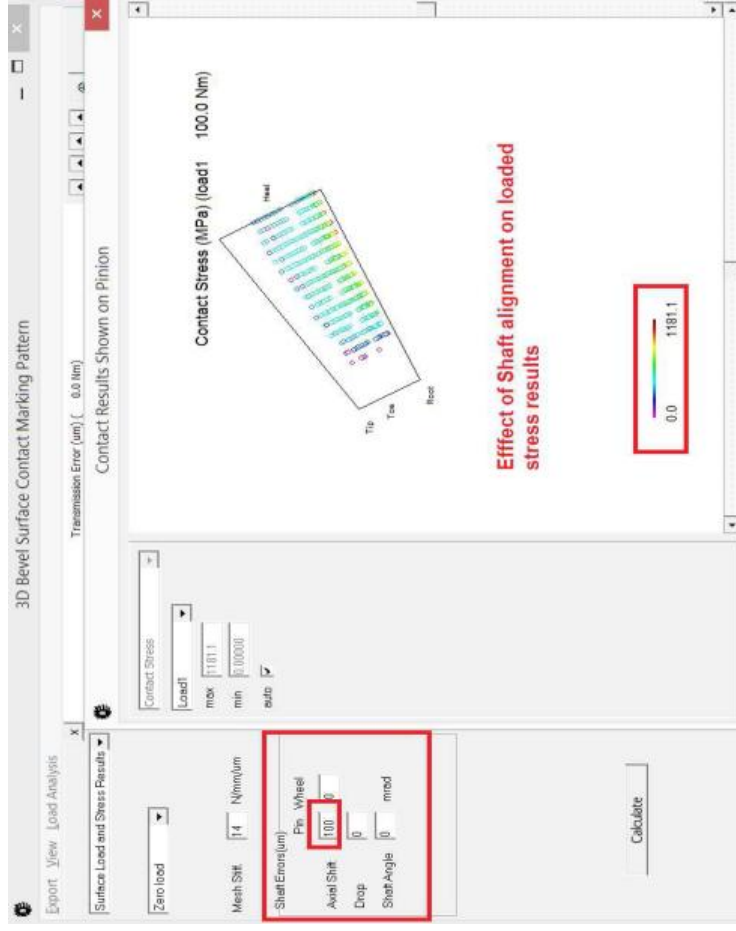 3D Bevel Surface Contact Marking Pattern
Export View Load Analysis
Surface Load and Stress Results
Zero load
Mesh Stiff. 14 N/mm/um
Shaft Errors(um)
Pin Wheel
Axial Shift 100 0
Drop 0
Shaft Angle 0 mrad
Calculate
Transmission Error (um) ( 0.0 Nm)
Contact Results Shown on Pinion
Contact Stress
Load1
max 1181.1
min 0.00000
auto
Contact Stress (MPa) (load1 100.0 Nm)
Heel
Tip
Toe
Root
Efffect of Shaft alignment on loaded
stress results
0.0 1181.1